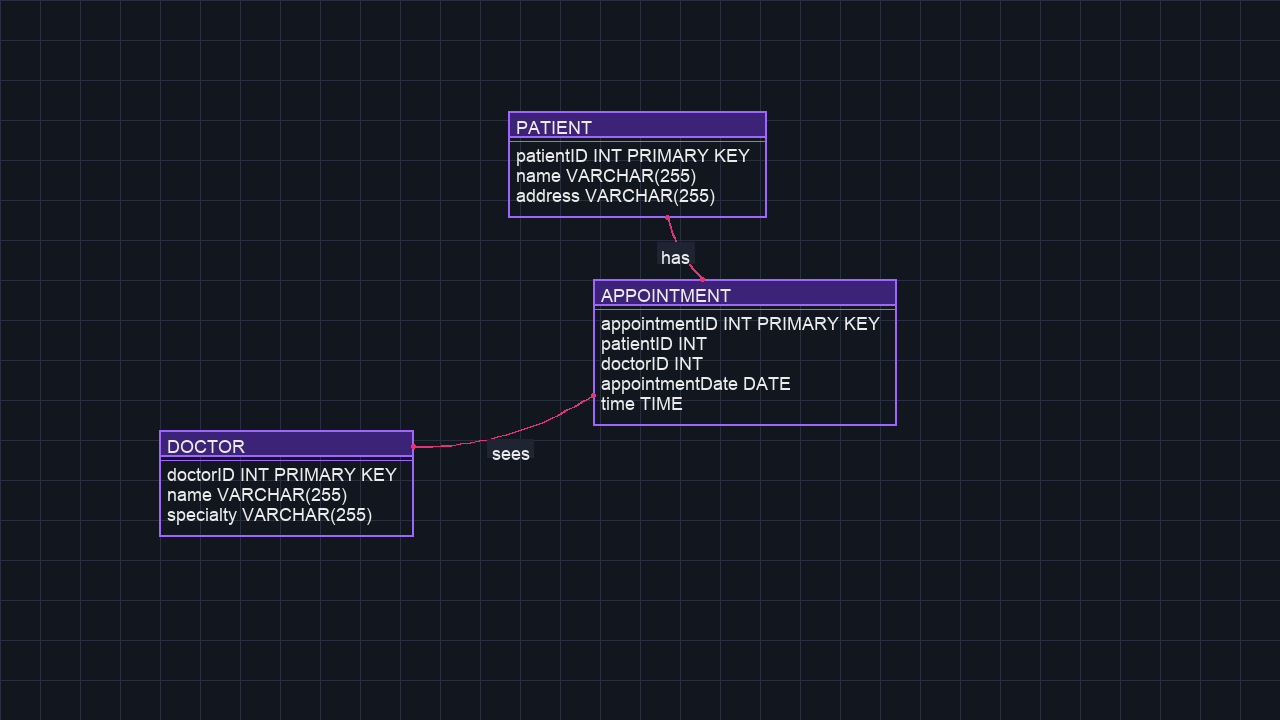 PATIENT
patientID INT PRIMARY KEY
name VARCHAR(255)
address VARCHAR(255)
has
APPOINTMENT
appointmentID INT PRIMARY KEY
patientID INT
doctorID INT
appointmentDate DATE
time TIME
sees
DOCTOR
doctorID INT PRIMARY KEY
name VARCHAR(255)
specialty VARCHAR(255)